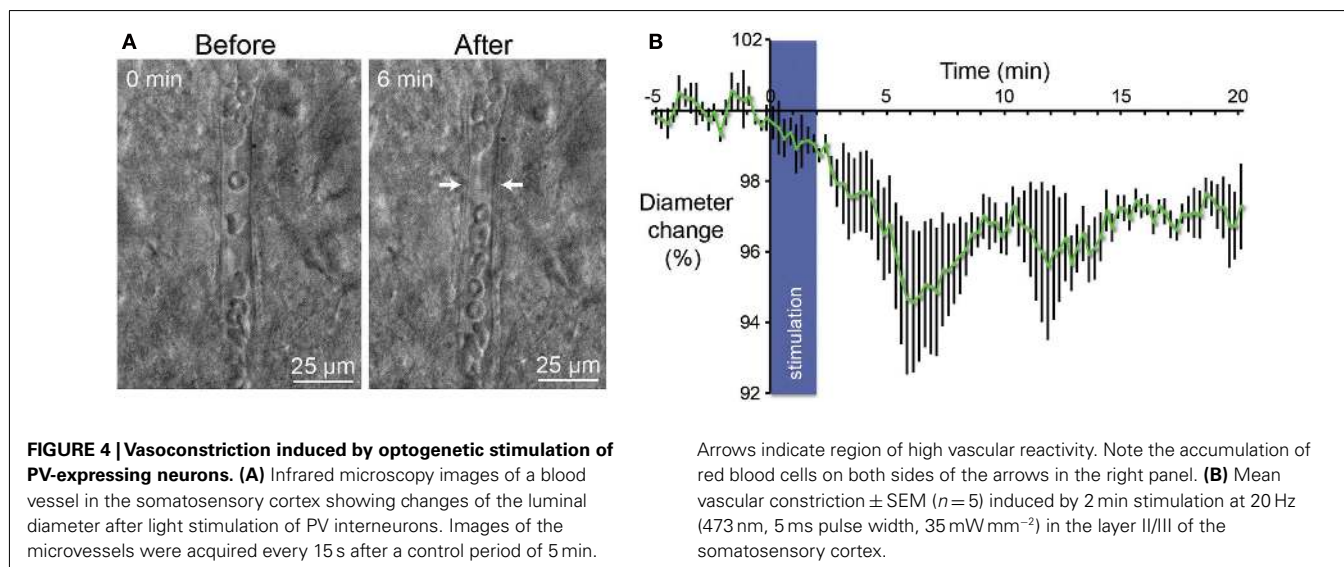 A
Before
After
0 min
6 min
25 µm
25 µm
B
102
Time (min)
-5
0
5
10
15
20
98
Diameter
change
(%)
96
94
92
stimulation
FIGURE 4 | Vasoconstriction induced by optogenetic stimulation of
PV-expressing neurons. (A) Infrared microscopy images of a blood
vessel in the somatosensory cortex showing changes of the luminal
diameter after light stimulation of PV interneurons. Images of the
microvessels were acquired every 15 s after a control period of 5 min.
Arrows indicate region of high vascular reactivity. Note the accumulation of
red blood cells on both sides of the arrows in the right panel. (B) Mean
vascular constriction ± SEM (n = 5) induced by 2 min stimulation at 20 Hz
(473 nm, 5 ms pulse width, 35 mW mm⁻²) in the layer II/III of the
somatosensory cortex.